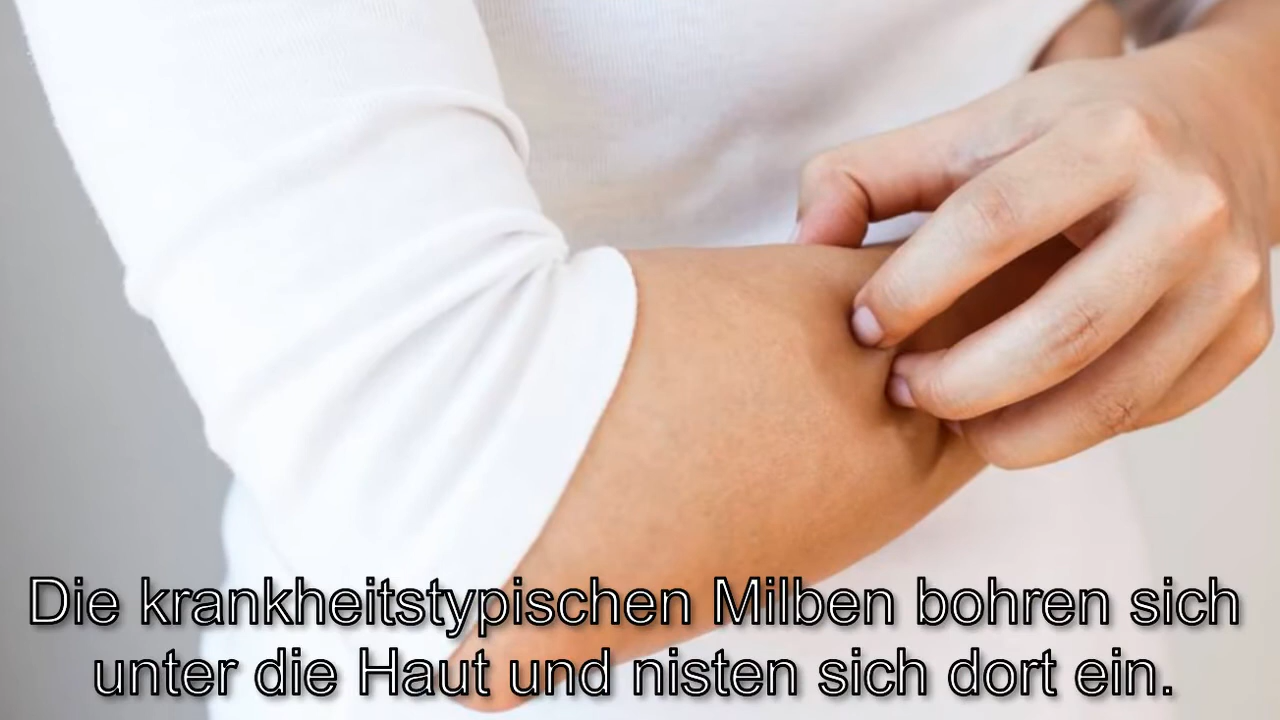 Die krankheitstypischen Milben bohren sich
unter die Haut und nisten sich dort ein.